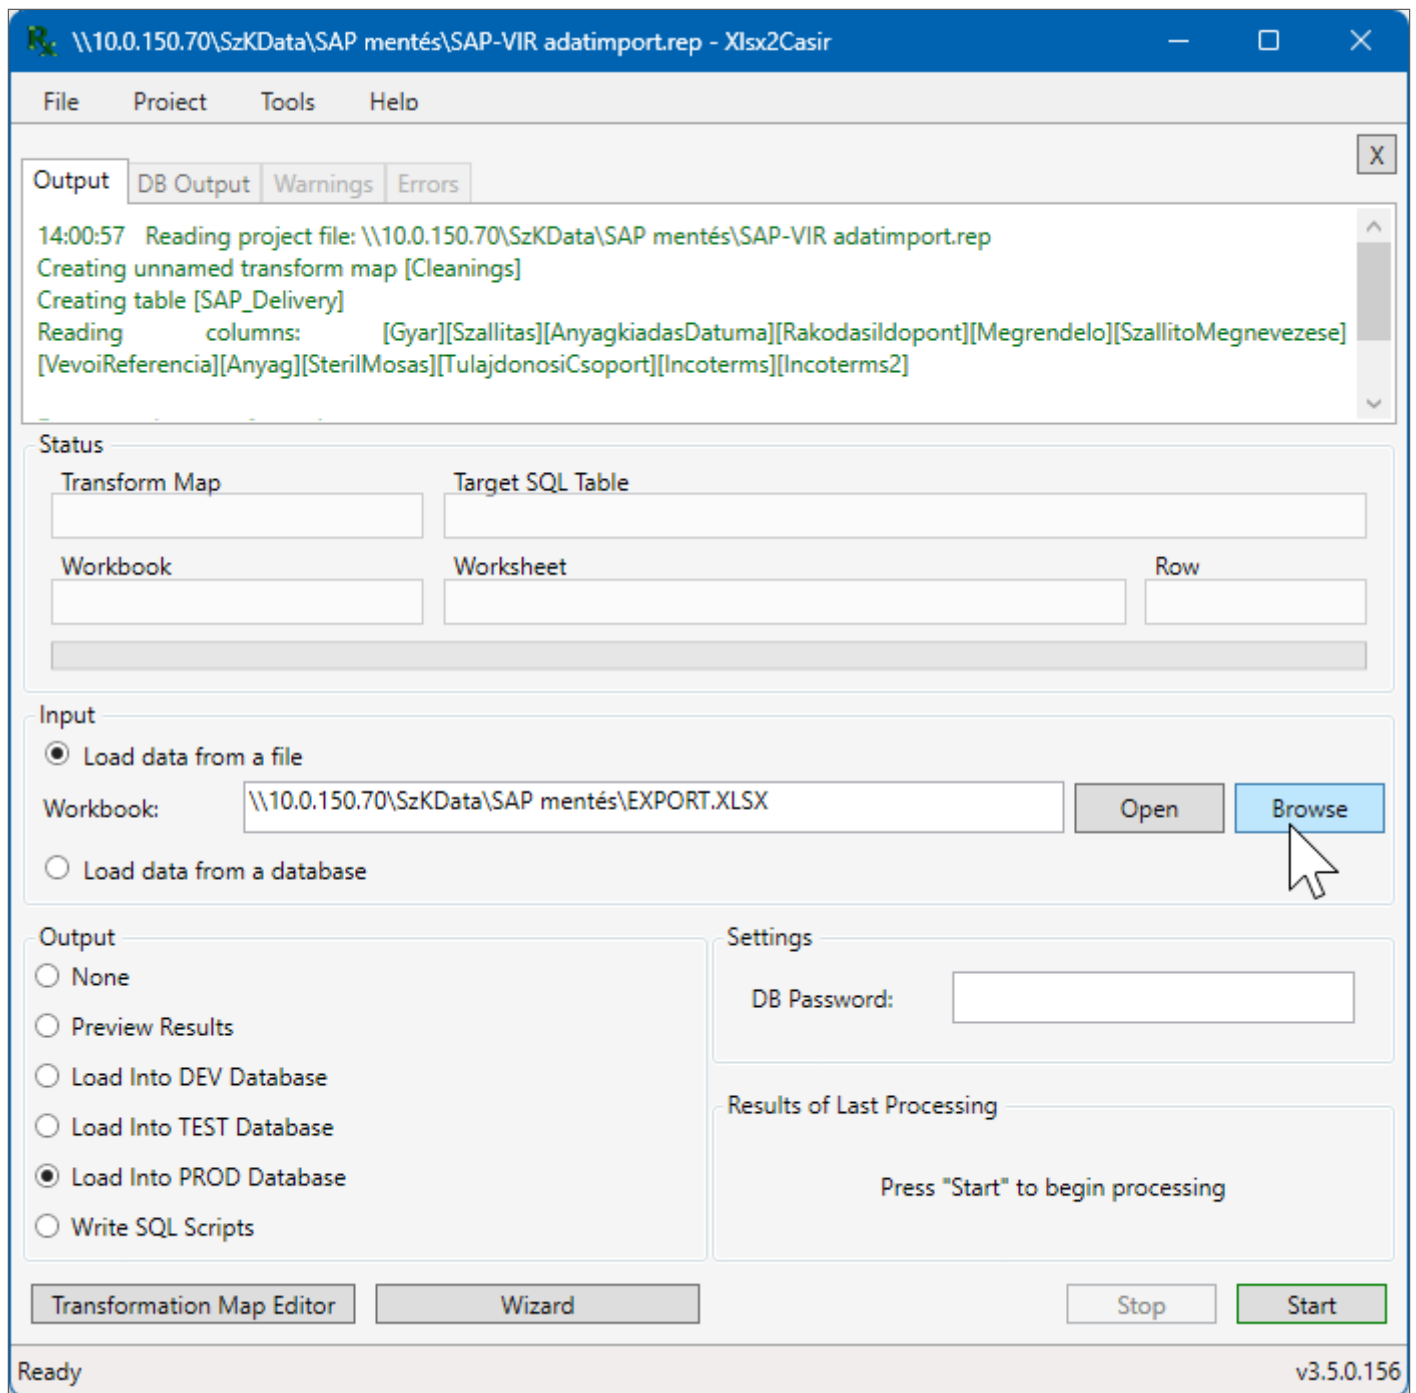 \\10.0.150.70\SzKData\SAP mentés\SAP-VIR adatimport.rep - Xlsx2Casir
File Project Tools Help
X
Output DB Output Warnings Errors
14:00:57 Reading project file: \\10.0.150.70\SzKData\SAP mentés\SAP-VIR adatimport.rep
Creating unnamed transform map [Cleanings]
Creating table [SAP_Delivery]
Reading columns: [Gyar][Szallitas][AnyagkiadasDatuma][RakodasiIdopont][Megrendelo][SzallitoMegnevezese]
[VevoiReferencia][Anyag][SterilMosas][TulajdonosiCsoport][Incoterms][Incoterms2]
Status
Transform Map Target SQL Table
Workbook Worksheet Row
Input
Load data from a file
Workbook: \\10.0.150.70\SzKData\SAP mentés\EXPORT.XLSX Open Browse
Load data from a database
Output
None
Preview Results
Load Into DEV Database
Load Into TEST Database
Load Into PROD Database
Write SQL Scripts
Settings
DB Password:
Results of Last Processing
Press "Start" to begin processing
Transformation Map Editor Wizard Stop Start
Ready v3.5.0.156